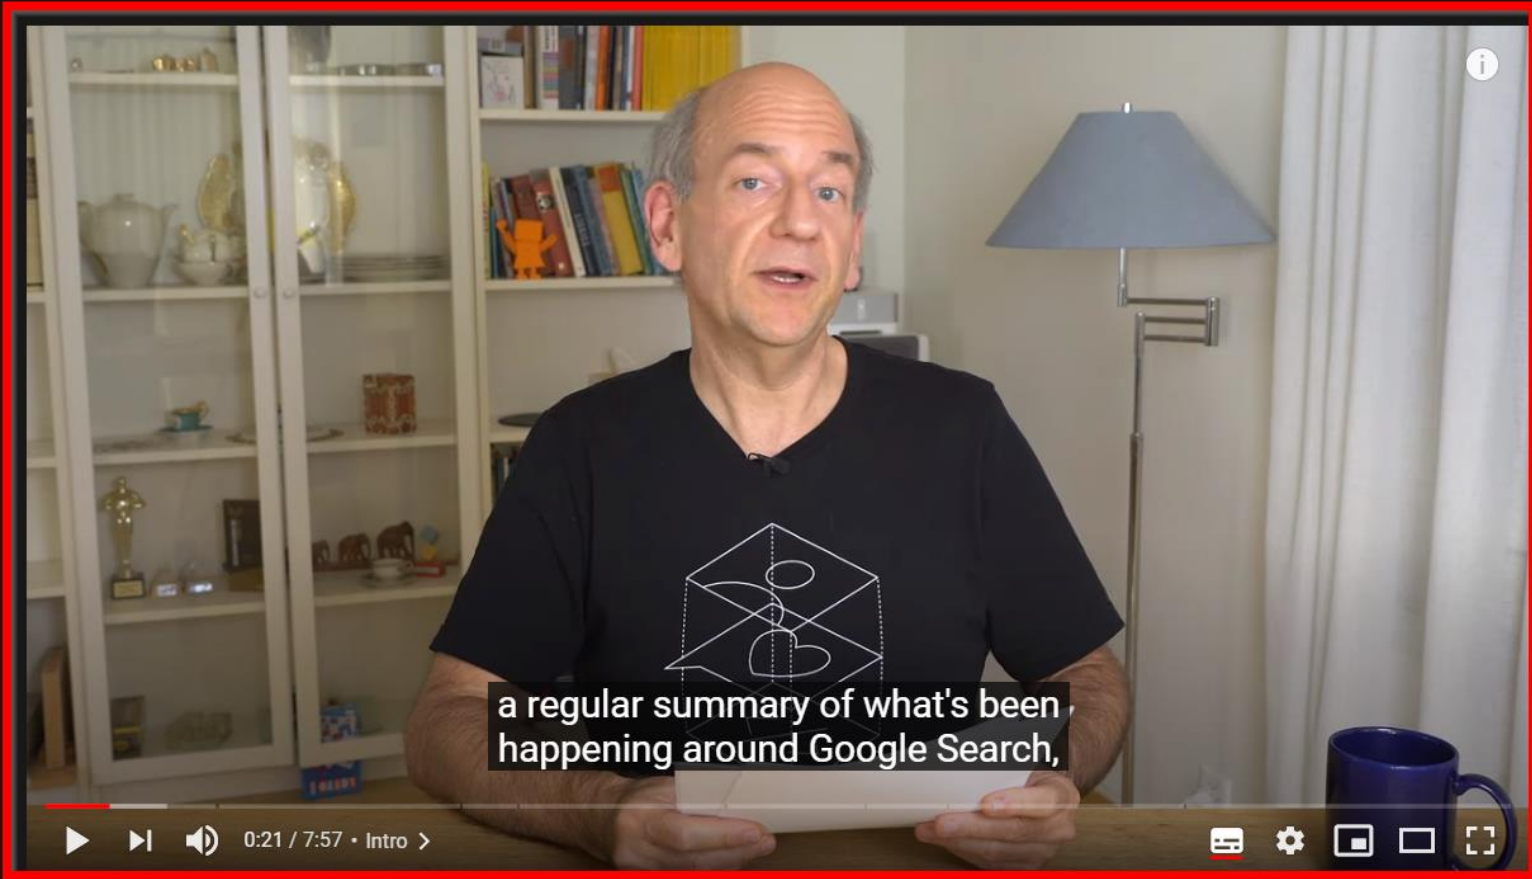 a regular summary of what's been
happening around Google Search,
0:21 / 7:57 • Intro